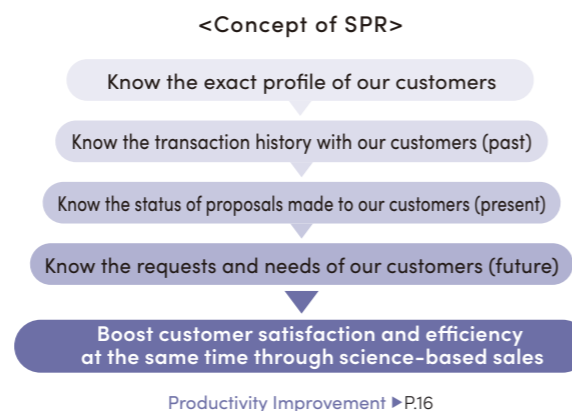 <Concept of SPR>
Know the exact profile of our customers
Know the transaction history with our customers (past)
Know the status of proposals made to our customers (present)
Know the requests and needs of our customers (future)
Boost customer satisfaction and efficiency
at the same time through science-based sales
Productivity Improvement ▶P.16